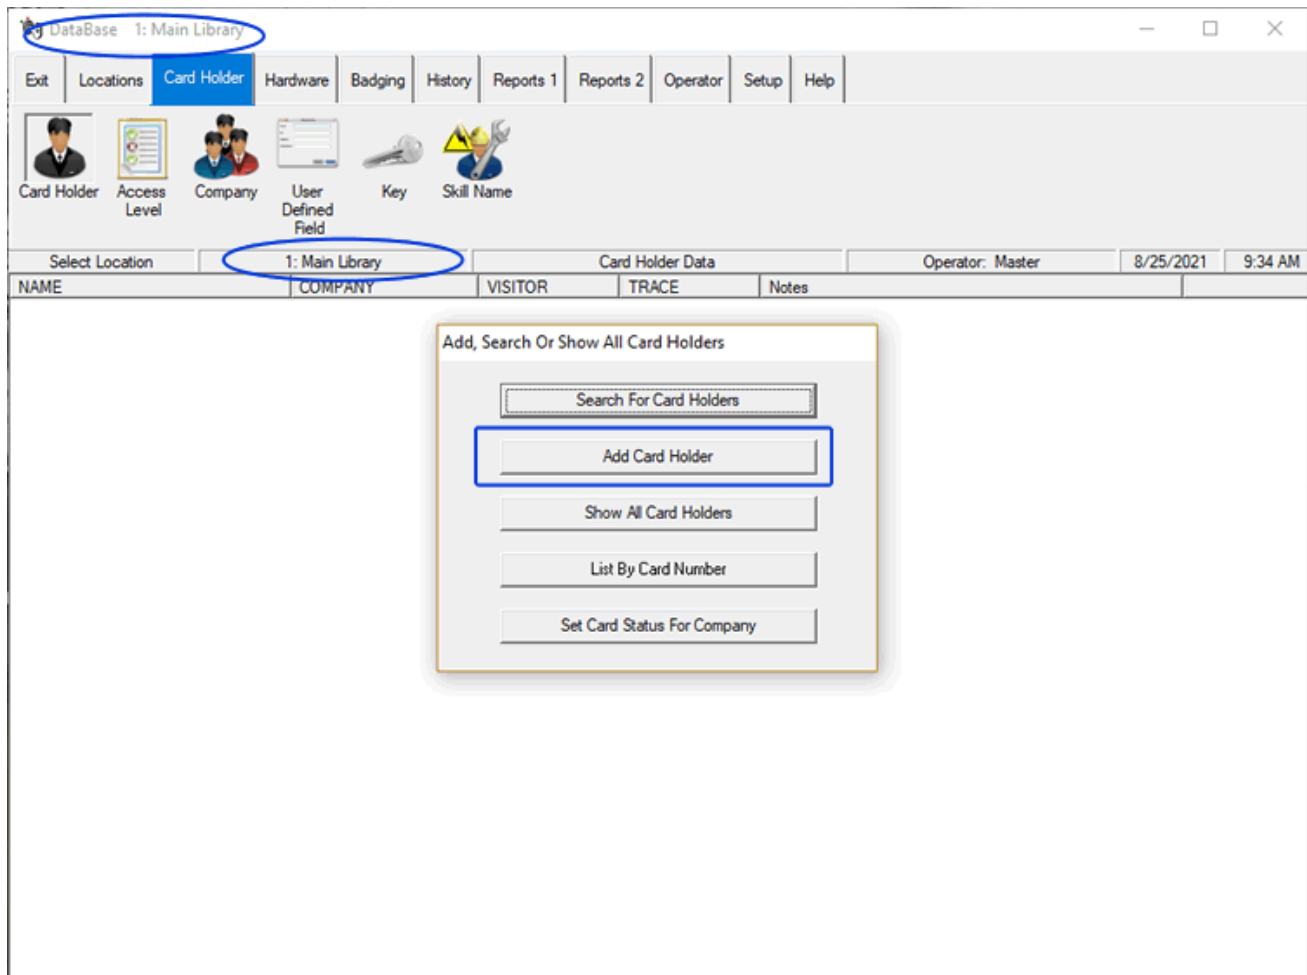 DataBase 1: Main Library
Exit Locations Card Holder Hardware Badging History Reports 1 Reports 2 Operator Setup Help
Card Holder Access Company User Key Skill Name
Level Defined
Field
Select Location 1: Main Library Card Holder Data Operator: Master 8/25/2021 9:34 AM
NAME COMPANY VISITOR TRACE Notes
Add, Search Or Show All Card Holders
Search For Card Holders
Add Card Holder
Show All Card Holders
List By Card Number
Set Card Status For Company